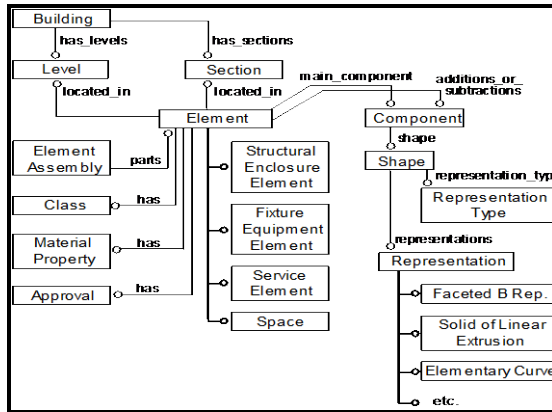 Building
has_levels
has_sections
Level
Section
main_component
additions_or_
subtractions
located_in
located_in
Element
Component
shape
Element
Assembly
parts
Structural
Enclosure
Element
Shape
representation_typ
Representation
Type
Class
has
Fixture
Equipment
Element
Material
Property
has
representations
Representation
Service
Element
Approval
has
Faceted B Rep.
Space
Solid of Linear
Extrusion
Elementary Curve
etc.